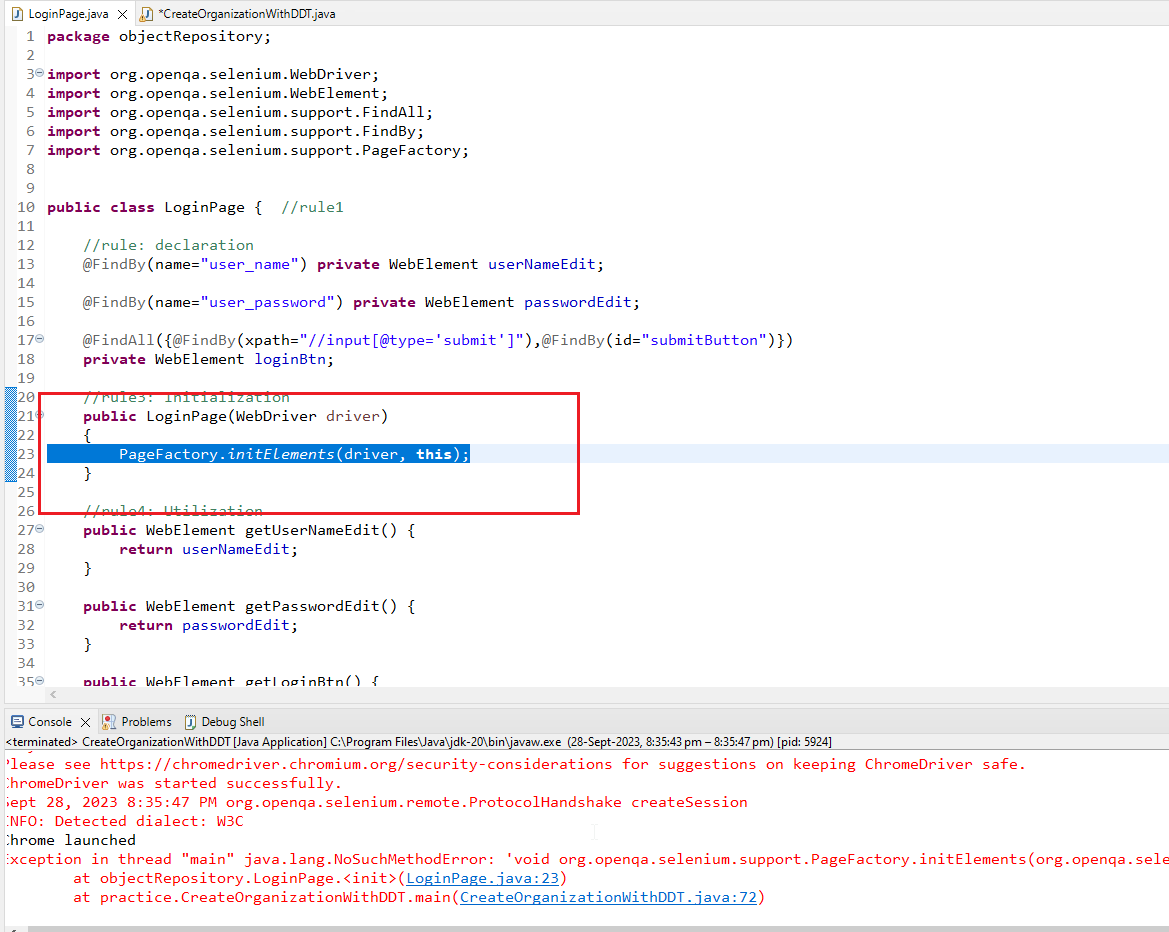 LoginPage.java
*CreateOrganizationWithDDT.java
1 package objectRepository;
2
3 import org.openqa.selenium.WebDriver;
4 import org.openqa.selenium.WebElement;
5 import org.openqa.selenium.support.FindAll;
6 import org.openqa.selenium.support.FindBy;
7 import org.openqa.selenium.support.PageFactory;
8
9
10 public class LoginPage {  //rule1
11
12     //rule: declaration
13     @FindBy(name="user_name") private WebElement userNameEdit;
14
15     @FindBy(name="user_password") private WebElement passwordEdit;
16
17     @FindAll({@FindBy(xpath="//input[@type='submit']"),@FindBy(id="submitButton")})
18     private WebElement loginBtn;
19
20     //rule3: initialization
21     public LoginPage(WebDriver driver)
22     {
23         PageFactory.initElements(driver, this);
24     }
25
26     //rule4: Utilization
27     public WebElement getUserNameEdit() {
28         return userNameEdit;
29     }
30
31     public WebElement getPasswordEdit() {
32         return passwordEdit;
33     }
34
35     public WebElement getLoginBtn() {
Console Problems Debug Shell
<terminated> CreateOrganizationWithDDT [Java Application] C:\Program Files\Java\jdk-20\bin\javaw.exe (28-Sept-2023, 8:35:43 pm – 8:35:47 pm) [pid: 5924]
Please see https://chromedriver.chromium.org/security-considerations for suggestions on keeping ChromeDriver safe.
ChromeDriver was started successfully.
Sept 28, 2023 8:35:47 PM org.openqa.selenium.remote.ProtocolHandshake createSession
INFO: Detected dialect: W3C
Chrome launched
Exception in thread "main" java.lang.NoSuchMethodError: 'void org.openqa.selenium.support.PageFactory.initElements(org.openqa.sele
at objectRepository.LoginPage.<init>(LoginPage.java:23)
at practice.CreateOrganizationWithDDT.main(CreateOrganizationWithDDT.java:72)